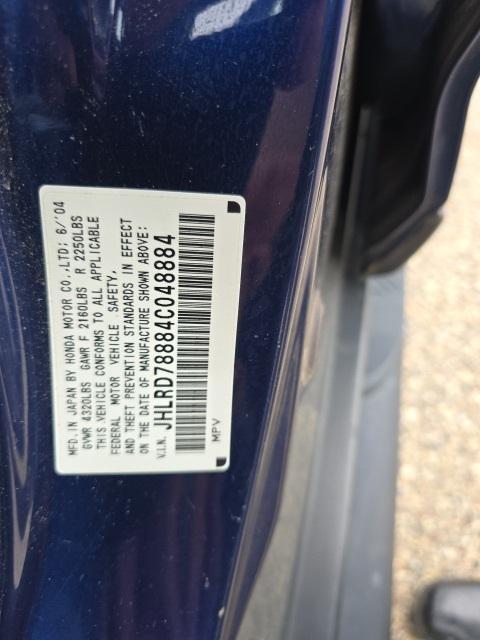 MFD. IN JAPAN BY HONDA MOTOR CO.,LTD: 6/'04
GVWR 4320LBS GAWR F 2160LBS R 2250LBS
THIS VEHICLE CONFORMS TO ALL APPLICABLE
FEDERAL MOTOR VEHICLE SAFETY,
AND THEFT PREVENTION STANDARDS IN EFFECT
ON THE DATE OF MANUFACTURE SHOWN ABOVE:
V.I.N. JHLRD78884C048884
MPV